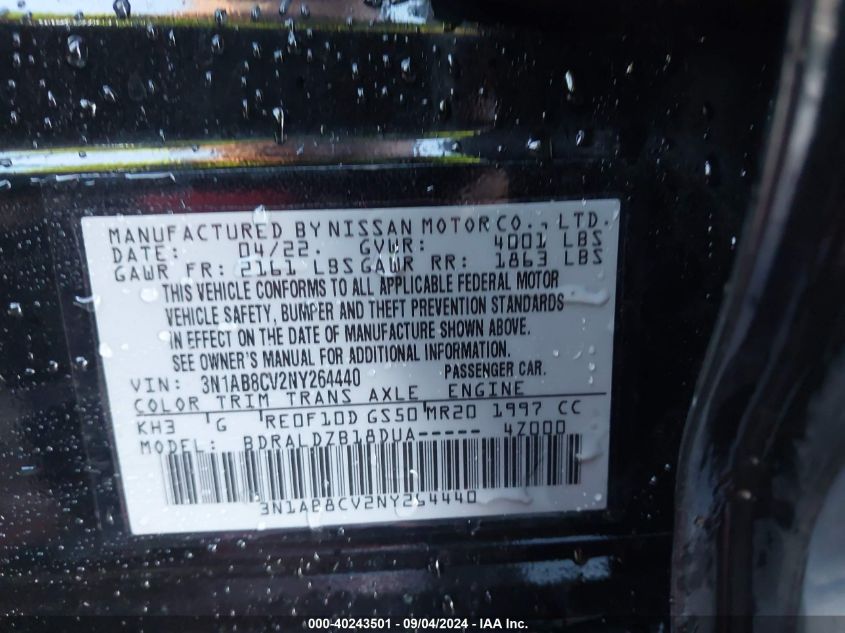 MANUFACTURED BY NISSAN MOTOR CO., LTD.
DATE: 04/22. GVWR: 4001 LBS
GAWR FR: 2161 LBS GAWR RR: 1863 LBS
THIS VEHICLE CONFORMS TO ALL APPLICABLE FEDERAL MOTOR
VEHICLE SAFETY, BUMPER AND THEFT PREVENTION STANDARDS
IN EFFECT ON THE DATE OF MANUFACTURE SHOWN ABOVE.
SEE OWNER'S MANUAL FOR ADDITIONAL INFORMATION.
VIN: 3N1AB8CV2NY264440 PASSENGER CAR.
COLOR TRIM TRANS AXLE ENGINE
KH3 G RE0F10D GS50 MR20 1997 CC
MODEL: BDRALDZB18DUA----- 4Z000
3N1AB8CV2NY264440
000-40243501 - 09/04/2024 - IAA Inc.